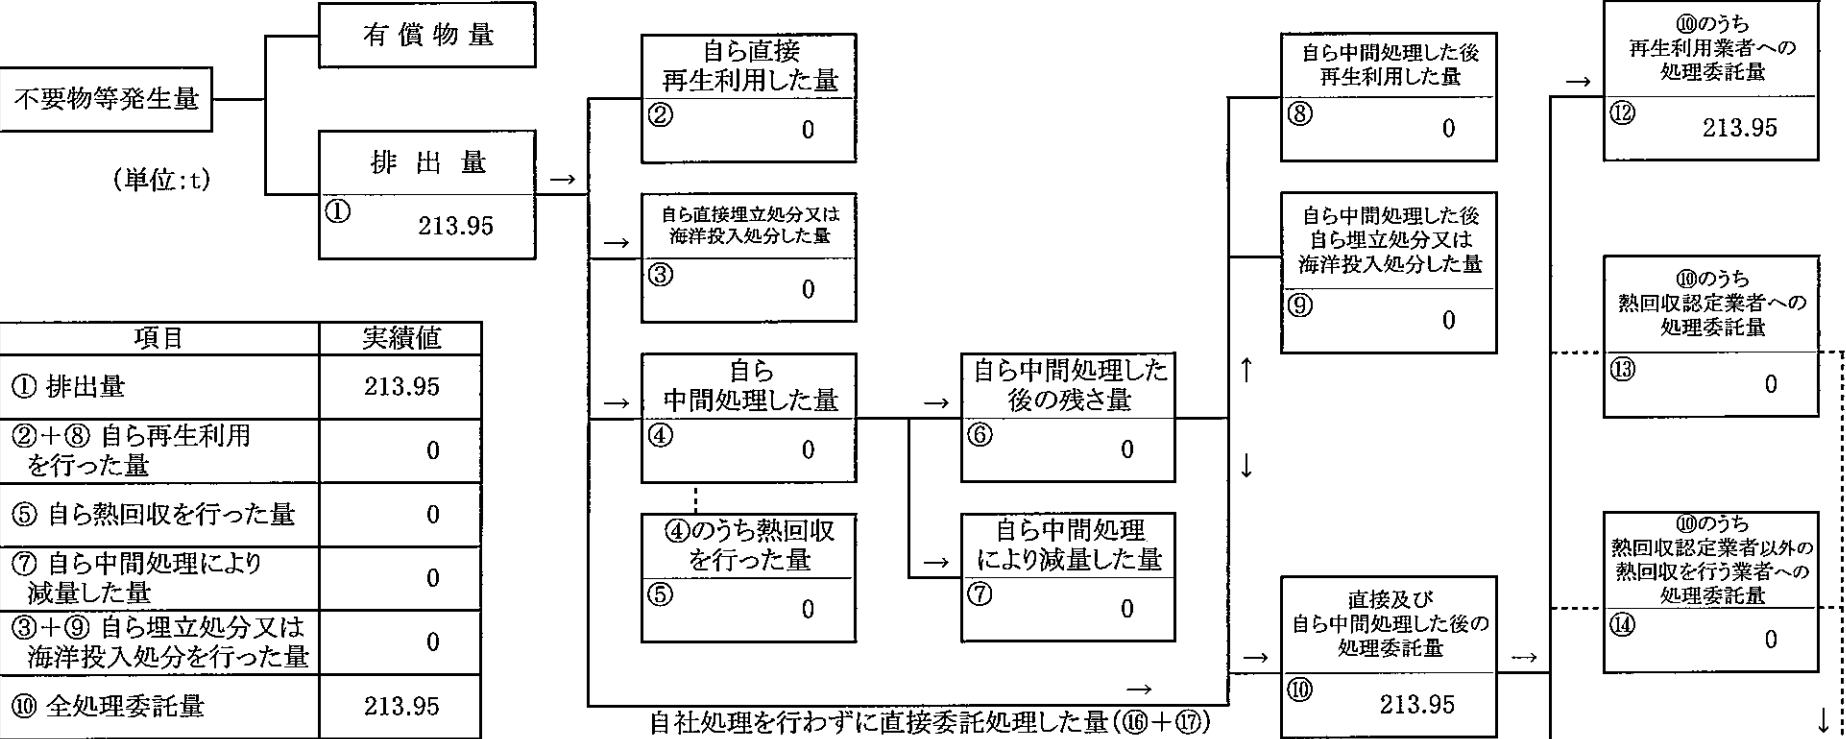 不要物等発生量
有償物量
排出量
①
213.95
(単位:t)
→
自ら直接
再生利用した量
②
0
→
自ら直接埋立処分又は
海洋投入処分した量
③
0
→
自ら
中間処理した量
④
0
④のうち熱回収
を行った量
⑤
0
→
自ら中間処理した
後の残さ量
⑥
0
→
自ら中間処理
により減量した量
⑦
0
自ら中間処理した後
再生利用した量
⑧
0
自ら中間処理した後
自ら埋立処分又は
海洋投入処分した量
⑨
0
↑
↓
→
直接及び
自ら中間処理した後の
処理委託量
⑩
213.95
→
自社処理を行わずに直接委託処理した量(⑯+⑰)
→
→
⑩のうち
再生利用業者への
処理委託量
⑫
213.95
⑩のうち
熱回収認定業者への
処理委託量
⑬
0
⑩のうち
熱回収認定業者以外の
熱回収を行う業者への
処理委託量
⑭
0
↓
項目 実績値
① 排出量 213.95
②+⑧ 自ら再生利用
を行った量 0
⑤ 自ら熱回収を行った量 0
⑦ 自ら中間処理により
減量した量 0
③+⑨ 自ら埋立処分又は
海洋投入処分を行った量 0
⑩ 全処理委託量 213.95